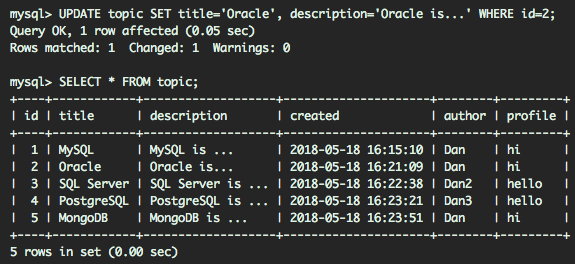 mysql> UPDATE topic SET title='Oracle', description='Oracle is...' WHERE id=2;
Query OK, 1 row affected (0.05 sec)
Rows matched: 1  Changed: 1  Warnings: 0

mysql> SELECT * FROM topic;
+----+------------+-------------------+---------------------+--------+---------+
| id | title      | description       | created             | author | profile |
+----+------------+-------------------+---------------------+--------+---------+
|  1 | MySQL      | MySQL is ...      | 2018-05-18 16:15:10 | Dan    | hi      |
|  2 | Oracle     | Oracle is...      | 2018-05-18 16:21:09 | Dan    | hi      |
|  3 | SQL Server | SQL Server is ... | 2018-05-18 16:22:38 | Dan2   | hello   |
|  4 | PostgreSQL | PostgreSQL is ... | 2018-05-18 16:23:21 | Dan3   | hello   |
|  5 | MongoDB    | MongoDB is ...    | 2018-05-18 16:23:51 | Dan    | hi      |
+----+------------+-------------------+---------------------+--------+---------+
5 rows in set (0.00 sec)